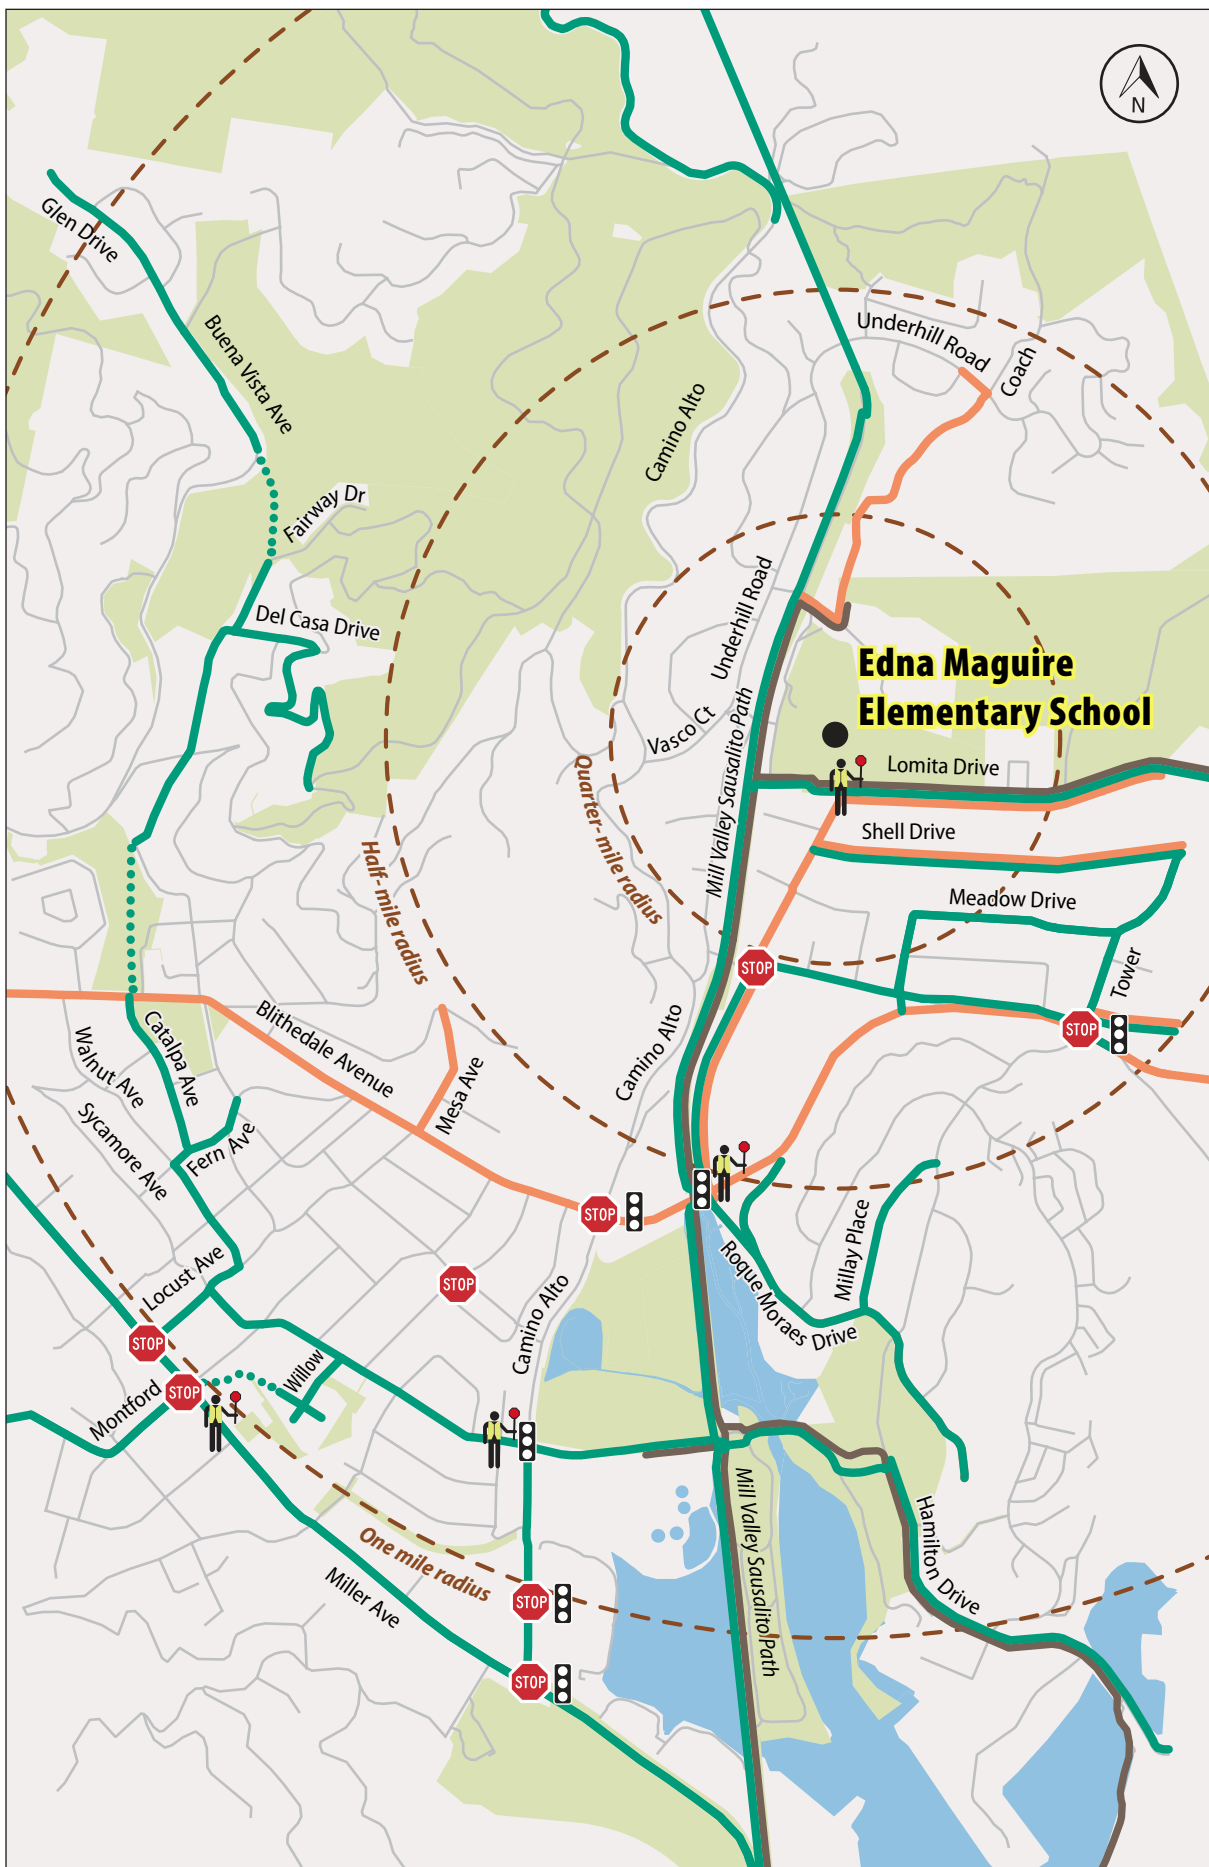 N
Glen Drive
Underhill Road
Coach
Buena Vista Ave
Camino Alto
Fairway Dr
Del Casa Drive
Underhill Road
Edna Maguire
Elementary School
Vasco Ct
Mill Valley Sausalito Path
Quarter-mile radius
Lomita Drive
Shell Drive
Half-mile radius
Meadow Drive
STOP
Tower
STOP
Blithedale Avenue
Catalpa Ave
Walnut Ave
Camino Alto
Mesa Ave
Sycamore Ave
Fern Ave
STOP
Roque Moraes Drive
Millay Place
Locust Ave
STOP
Camino Alto
STOP
Willow
STOP
Montford
Mill Valley Sausalito Path
Hamilton Drive
One mile radius
Miller Ave
STOP
STOP